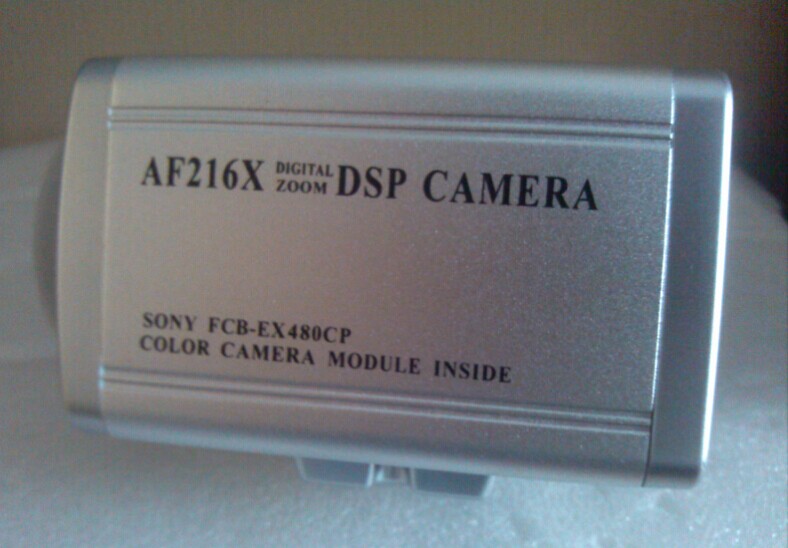 AF216X DIGITAL ZOOM DSP CAMERA
SONY FCB-EX480CP
COLOR CAMERA MODULE INSIDE